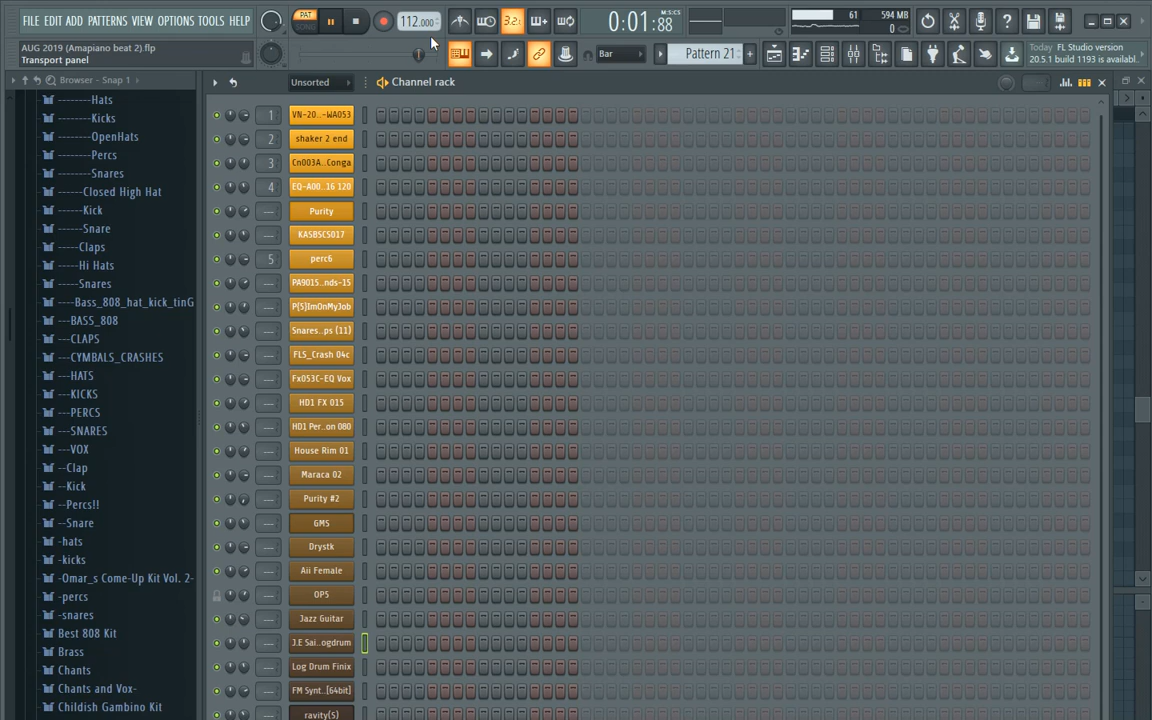 FILE EDIT ADD PATTERNS VIEW OPTIONS TOOLS HELP
PAT
SONG
112.000
3.2.
0:01:88
M:S:CS
61
594 MB
0
AUG 2019 (Amapiano beat 2).flp
Transport panel
Bar
Pattern 21
Today FL Studio version
20.5.1 1193 is availabl..
Browser - Snap 1
Unsorted
Channel rack
--------Hats
--------Kicks
--------OpenHats
--------Percs
--------Snares
------Closed High Hat
------Kick
------Snare
-----Claps
-----Hi Hats
-----Snares
----Bass_808_hat_kick_tinG
---BASS_808
---CLAPS
---CYMBALS_CRASHES
---HATS
---KICKS
---PERCS
---SNARES
---VOX
--Clap
--Kick
--Percs!!
--Snare
-hats
-kicks
-Omar_s Come-Up Kit Vol. 2-
-percs
-snares
Best 808 Kit
Brass
Chants
Chants and Vox-
Childish Gambino Kit
1 VN-20..-WA053
2 shaker 2 end
3 Cn003A..Conga
4 EQ-A00..16 120
Purity
KASBSCS017
5 perc6
PA9015..nds-15
P[5]ImOnMyJob
Snares..ps (11)
FLS_Crash 04c
Fx053C-EQ Vox
HD1 FX 015
HD1 Per..on 080
House Rim 01
Maraca 02
Purity #2
GMS
Drystk
Aii Female
OP5
Jazz Guitar
J.E Sai..ogdrum
Log Drum Finix
FM Synt..[64bit]
ravity(5)